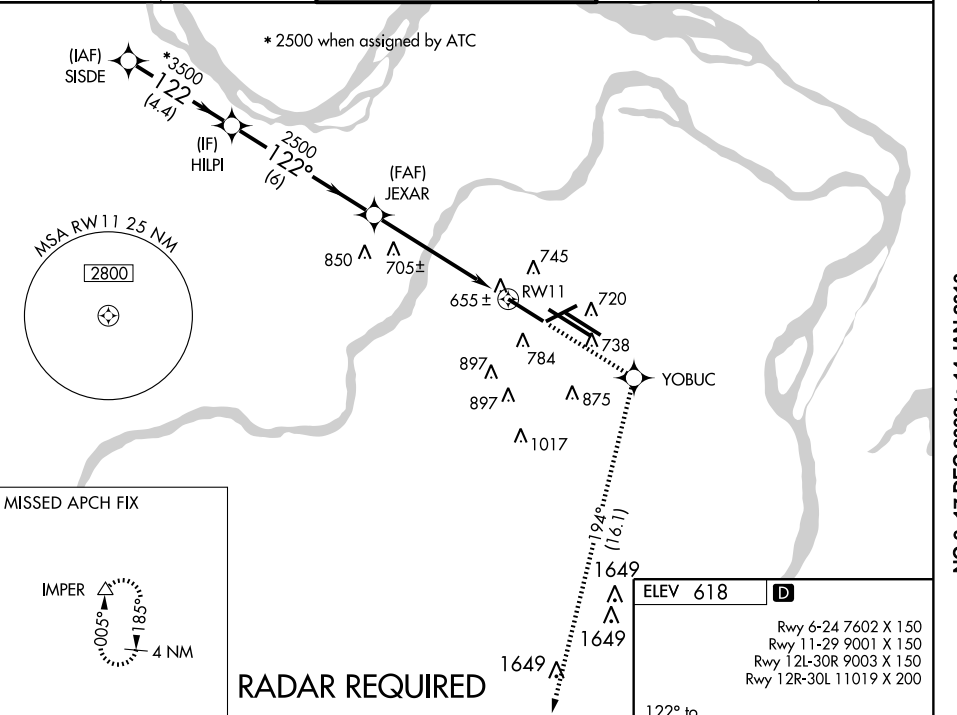 * 2500 when assigned by ATC
(IAF)
SISDE
*3500
122
(4.4)
(IF)
HILPI
2500
122°
(6)
(FAF)
JEXAR
MSA RW11 25 NM
2800
850
705±
745
655±
RW11
720
738
784
897
897
875
YOBUC
1017
194°
(16.1)
MISSED APCH FIX
IMPER
005°
185°
4 NM
1649
1649
1649
RADAR REQUIRED
ELEV 618
D
Rwy 6-24 7602 X 150
Rwy 11-29 9001 X 150
Rwy 12L-30R 9003 X 150
Rwy 12R-30L 11019 X 200